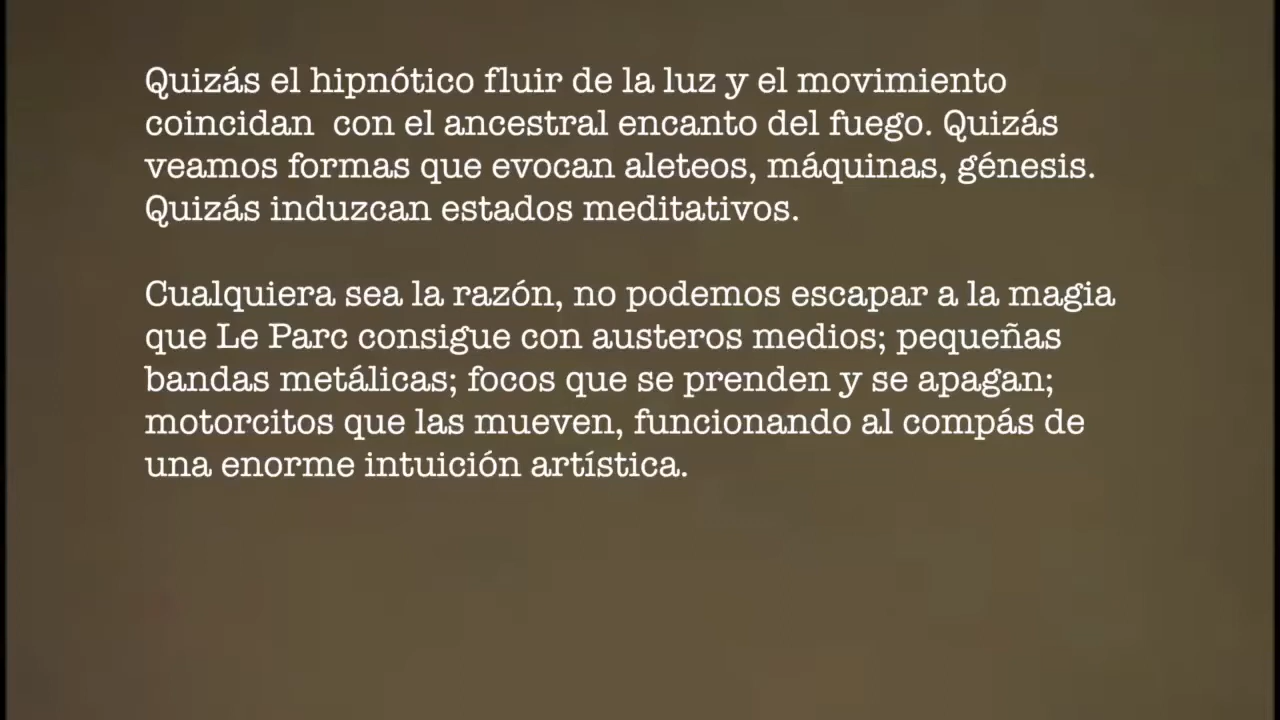 Quizás el hipnótico fluir de la luz y el movimiento
coincidan  con el ancestral encanto del fuego. Quizás
veamos formas que evocan aleteos, máquinas, génesis.
Quizás induzcan estados meditativos.
Cualquiera sea la razón, no podemos escapar a la magia
que Le Parc consigue con austeros medios; pequeñas
bandas metálicas; focos que se prenden y se apagan;
motorcitos que las mueven, funcionando al compás de
una enorme intuición artística.